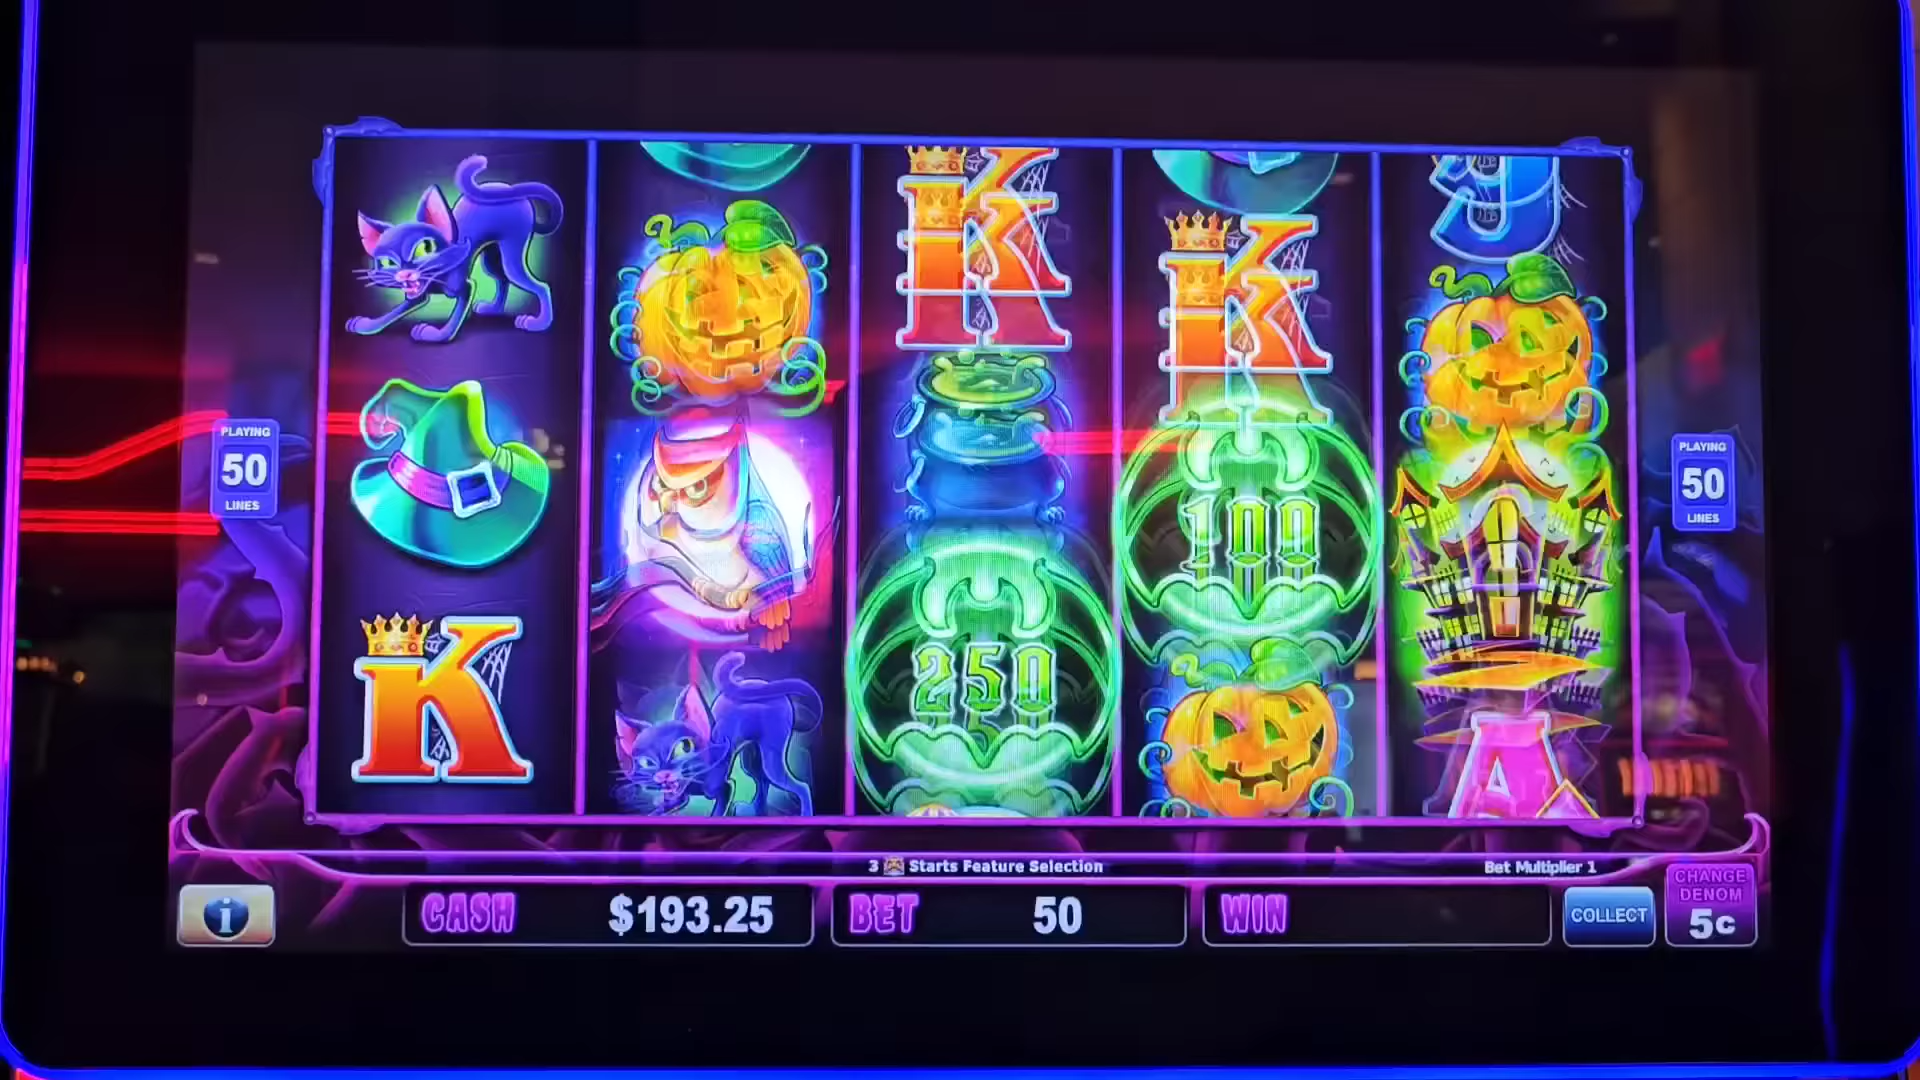 K
K
J
100
250
K
A
PLAYING
50
LINES
PLAYING
50
LINES
3 Starts Feature Selection
Bet Multiplier 1
CASH $193.25
BET 50
WIN
COLLECT
CHANGE
DENOM
5c
i